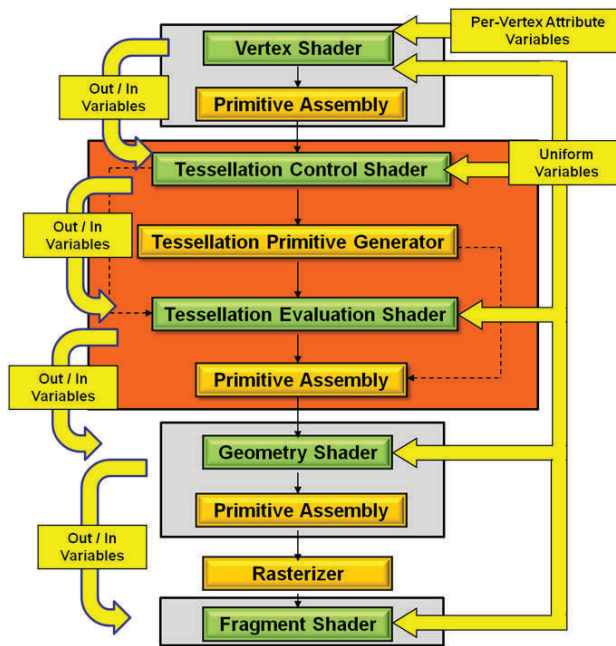 Per-Vertex Attribute
Variables
Vertex Shader
Out / In
Variables
Primitive Assembly
Tessellation Control Shader
Uniform
Variables
Out / In
Variables
Tessellation Primitive Generator
Tessellation Evaluation Shader
Out / In
Variables
Primitive Assembly
Geometry Shader
Primitive Assembly
Out / In
Variables
Rasterizer
Fragment Shader